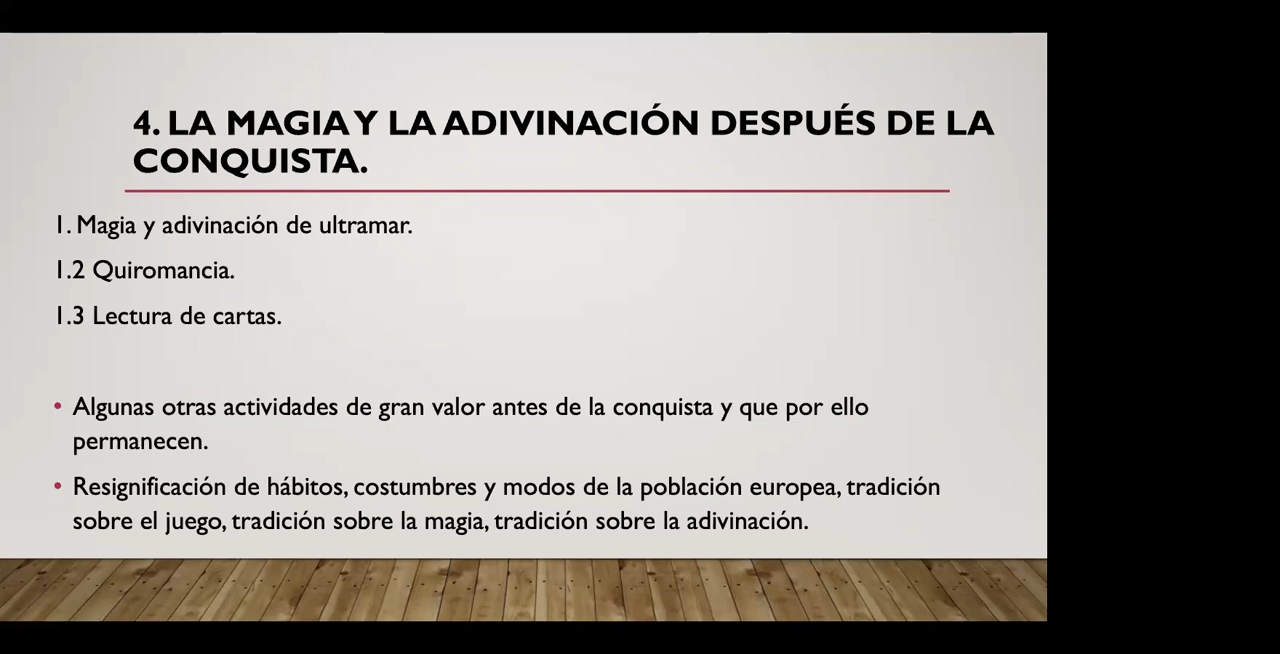 4. LA MAGIA Y LA ADIVINACIÓN DESPUÉS DE LA
CONQUISTA.
1. Magia y adivinación de ultramar.
1.2 Quiromancia.
1.3 Lectura de cartas.
• Algunas otras actividades de gran valor antes de la conquista y que por ello
permanecen.
• Resignificación de hábitos, costumbres y modos de la población europea, tradición
sobre el juego, tradición sobre la magia, tradición sobre la adivinación.